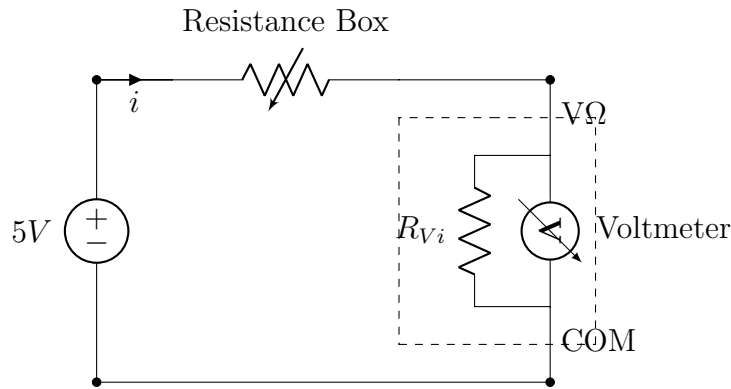 Resistance Box
i
VΩ
5V
+
−
R_{Vi}
V
Voltmeter
COM